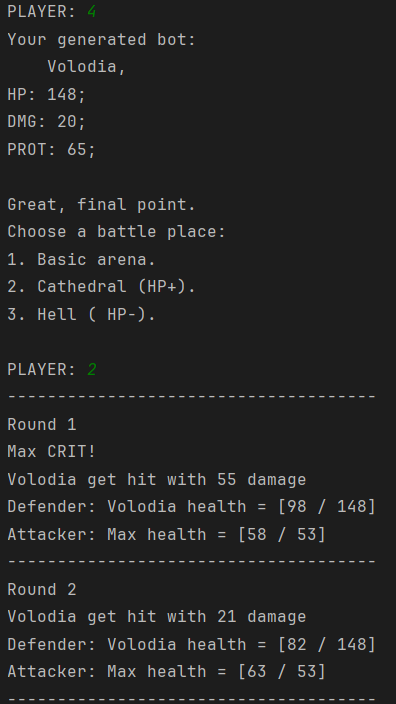 PLAYER: 4
Your generated bot:
    Volodia,
HP: 148;
DMG: 20;
PROT: 65;
Great, final point.
Choose a battle place:
1. Basic arena.
2. Cathedral (HP+).
3. Hell ( HP-).
PLAYER: 2
-------------------------------------
Round 1
Max CRIT!
Volodia get hit with 55 damage
Defender: Volodia health = [98 / 148]
Attacker: Max health = [58 / 53]
-------------------------------------
Round 2
Volodia get hit with 21 damage
Defender: Volodia health = [82 / 148]
Attacker: Max health = [63 / 53]
-------------------------------------